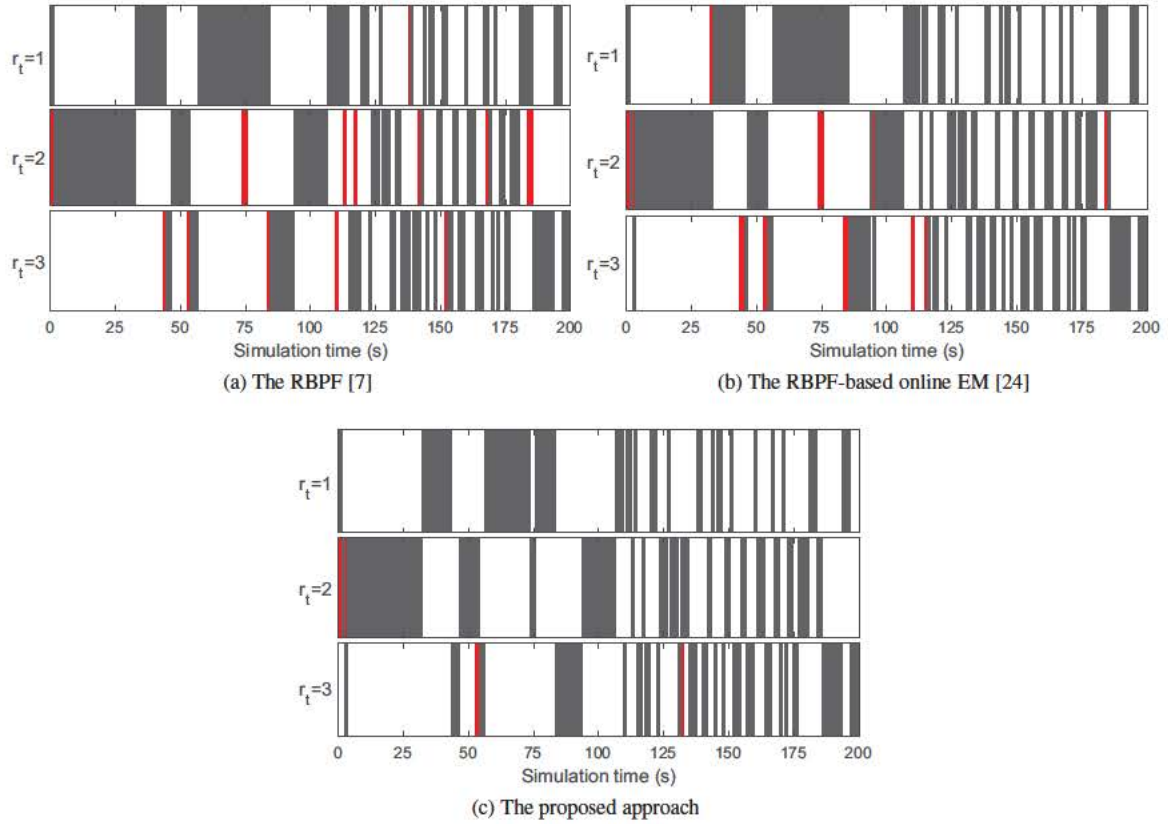 r_t=1
r_t=2
r_t=3
0 25 50 75 100 125 150 175 200
Simulation time (s)
(a) The RBPF [7]
r_t=1
r_t=2
r_t=3
0 25 50 75 100 125 150 175 200
Simulation time (s)
(b) The RBPF-based online EM [24]
r_t=1
r_t=2
r_t=3
0 25 50 75 100 125 150 175 200
Simulation time (s)
(c) The proposed approach